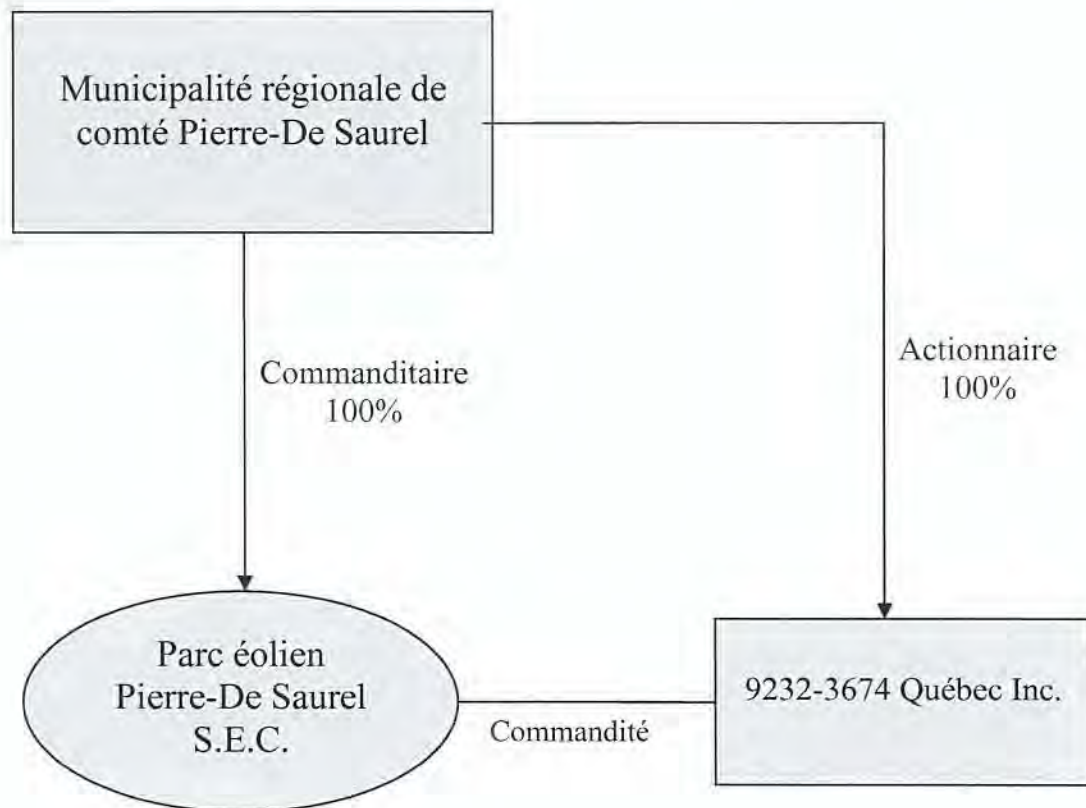 Municipalité régionale de
comté Pierre-De Saurel
Commanditaire
100%
Actionnaire
100%
Parc éolien
Pierre-De Saurel
S.E.C.
Commandité
9232-3674 Québec Inc.